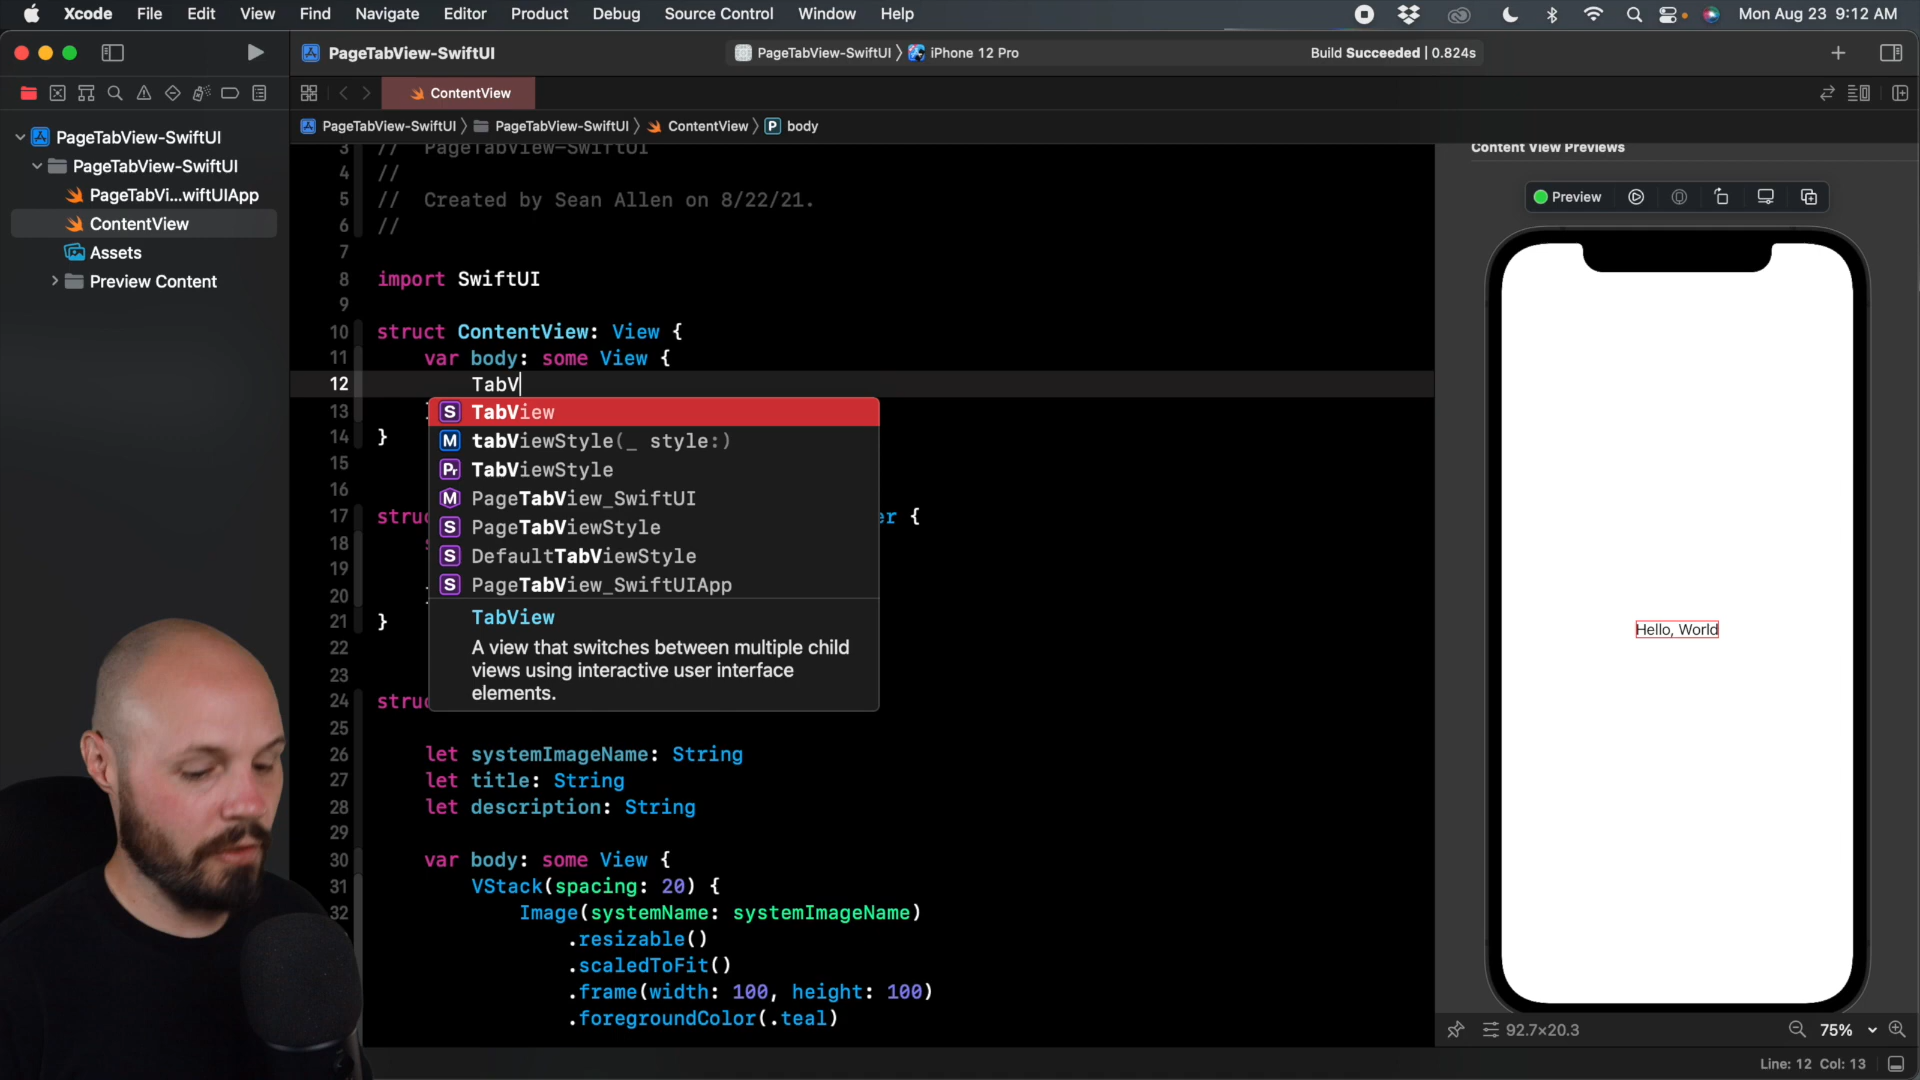 Xcode File Edit View Find Navigate Editor Product Debug Source Control Window Help Mon Aug 23 9:12 AM
PageTabView-SwiftUI PageTabView-SwiftUI iPhone 12 Pro Build Succeeded | 0.824s
ContentView
PageTabView-SwiftUI PageTabView-SwiftUI ContentView P body
PageTabView-SwiftUI
PageTabView-SwiftUI
PageTabVi...wiftUIApp
ContentView
Assets
Preview Content
3 // PageTabView-SwiftUI
4 //
5 // Created by Sean Allen on 8/22/21.
6 //
7
8 import SwiftUI
9
10 struct ContentView: View {
11 var body: some View {
12 TabV
13
14 }
15
16
17 struc er {
18
19
20
21 }
22
23
24 struc
25
26 let systemImageName: String
27 let title: String
28 let description: String
29
30 var body: some View {
31 VStack(spacing: 20) {
32 Image(systemName: systemImageName)
.resizable()
.scaledToFit()
.frame(width: 100, height: 100)
.foregroundColor(.teal)
S TabView
M tabViewStyle(_ style:)
Pr TabViewStyle
M PageTabView_SwiftUI
S PageTabViewStyle
S DefaultTabViewStyle
S PageTabView_SwiftUIApp
TabView
A view that switches between multiple child
views using interactive user interface
elements.
Content View Previews
Preview
Hello, World
92.7×20.3 75%
Line: 12 Col: 13